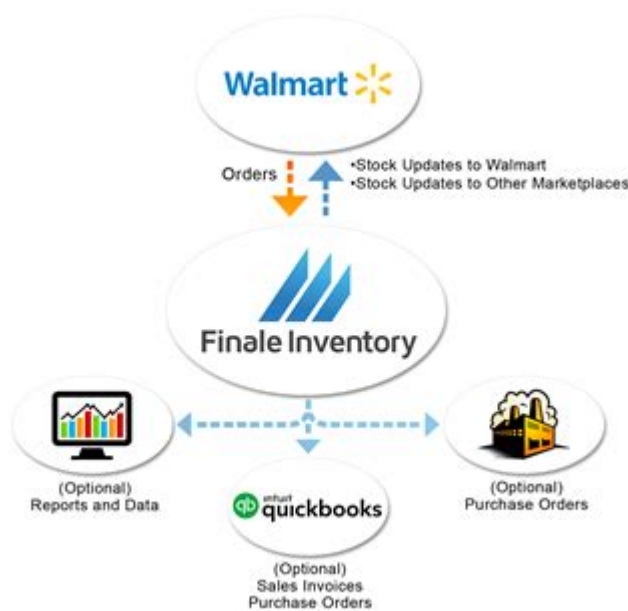 Walmart
Orders
•Stock Updates to Walmart
•Stock Updates to Other Marketplaces
Finale Inventory
(Optional)
Reports and Data
qb
intuit
quickbooks
(Optional)
Sales Invoices
Purchase Orders
(Optional)
Purchase Orders